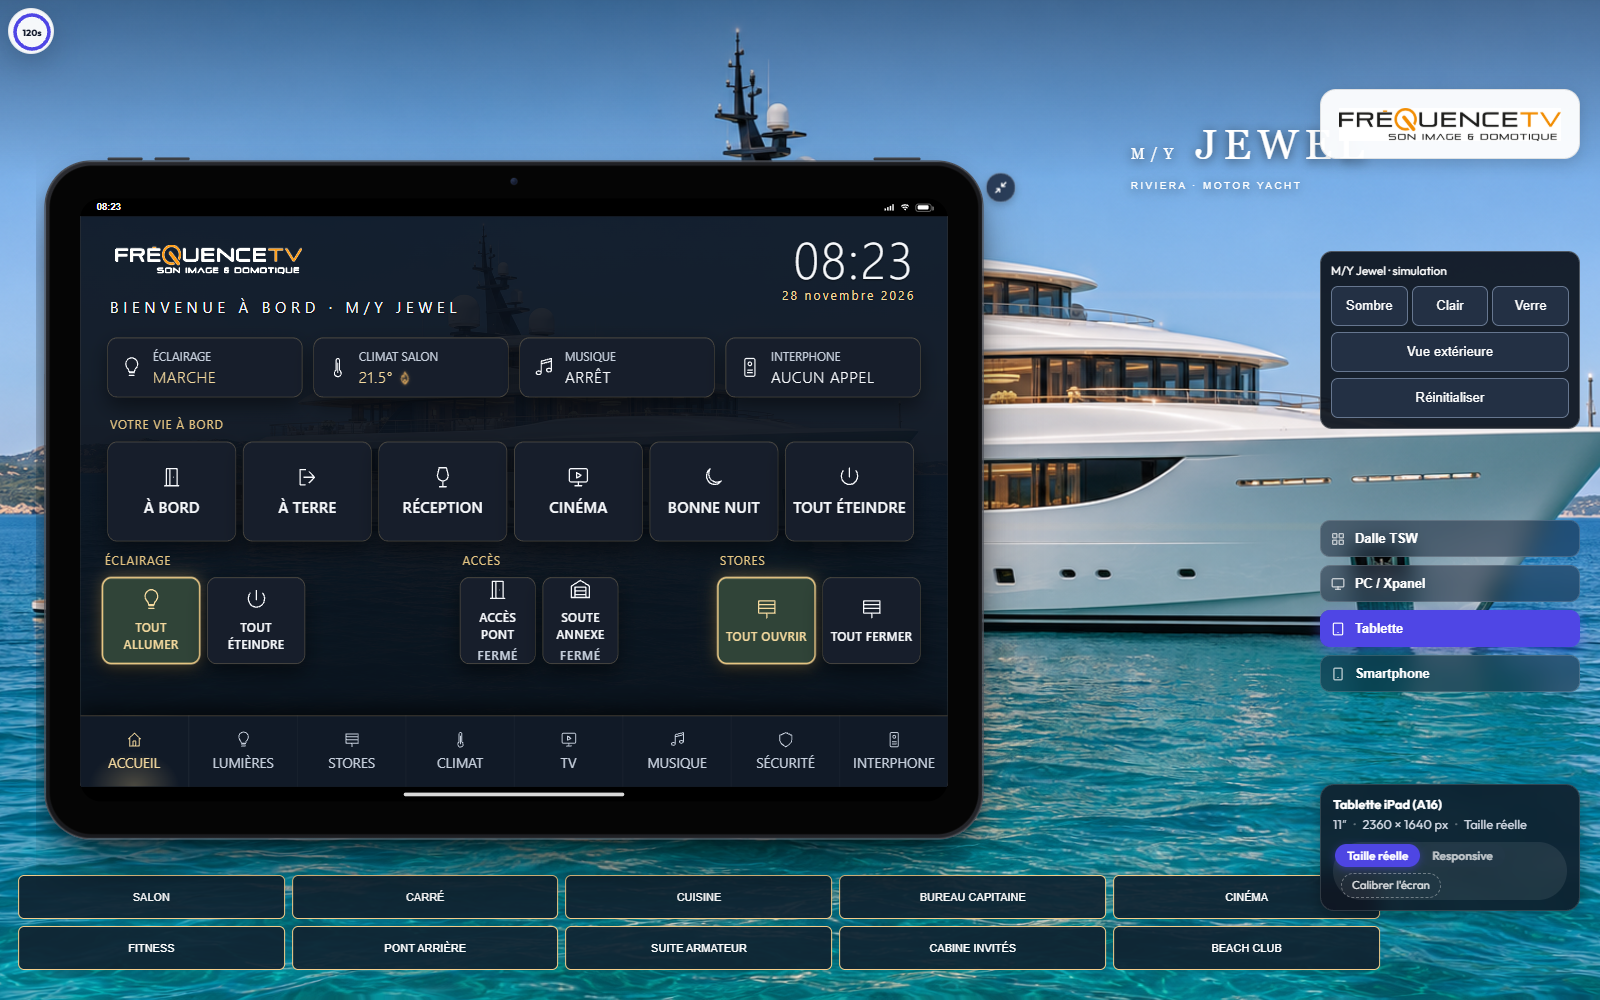 120s
FRÉQUENCETV
SON IMAGE & DOMOTIQUE
M/Y JEWEL
RIVIERA · MOTOR YACHT
08:23
FRÉQUENCETV
SON IMAGE & DOMOTIQUE
08:23
28 novembre 2026
BIENVENUE À BORD · M/Y JEWEL
ÉCLAIRAGE
MARCHE
CLIMAT SALON
21.5°
MUSIQUE
ARRÊT
INTERPHONE
AUCUN APPEL
VOTRE VIE À BORD
À BORD
À TERRE
RÉCEPTION
CINÉMA
BONNE NUIT
TOUT ÉTEINDRE
ÉCLAIRAGE
TOUT
ALLUMER
TOUT
ÉTEINDRE
ACCÈS
ACCÈS
PONT
FERMÉ
SOUTE
ANNEXE
FERMÉ
STORES
TOUT OUVRIR
TOUT FERMER
ACCUEIL
LUMIÈRES
STORES
CLIMAT
TV
MUSIQUE
SÉCURITÉ
INTERPHONE
M/Y Jewel · simulation
Sombre
Clair
Verre
Vue extérieure
Réinitialiser
Dalle TSW
PC / Xpanel
Tablette
Smartphone
Tablette iPad (A16)
11" · 2360 × 1640 px · Taille réelle
Taille réelle
Responsive
Calibrer l'écran
SALON
CARRÉ
CUISINE
BUREAU CAPITAINE
CINÉMA
FITNESS
PONT ARRIÈRE
SUITE ARMATEUR
CABINE INVITÉS
BEACH CLUB